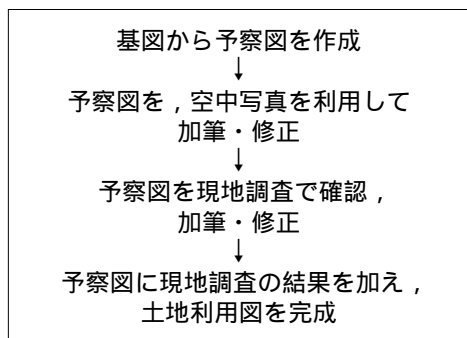 基図から予察図を作成
↓
予察図を，空中写真を利用して
加筆・修正
↓
予察図を現地調査で確認，
加筆・修正
↓
予察図に現地調査の結果を加え，
土地利用図を完成